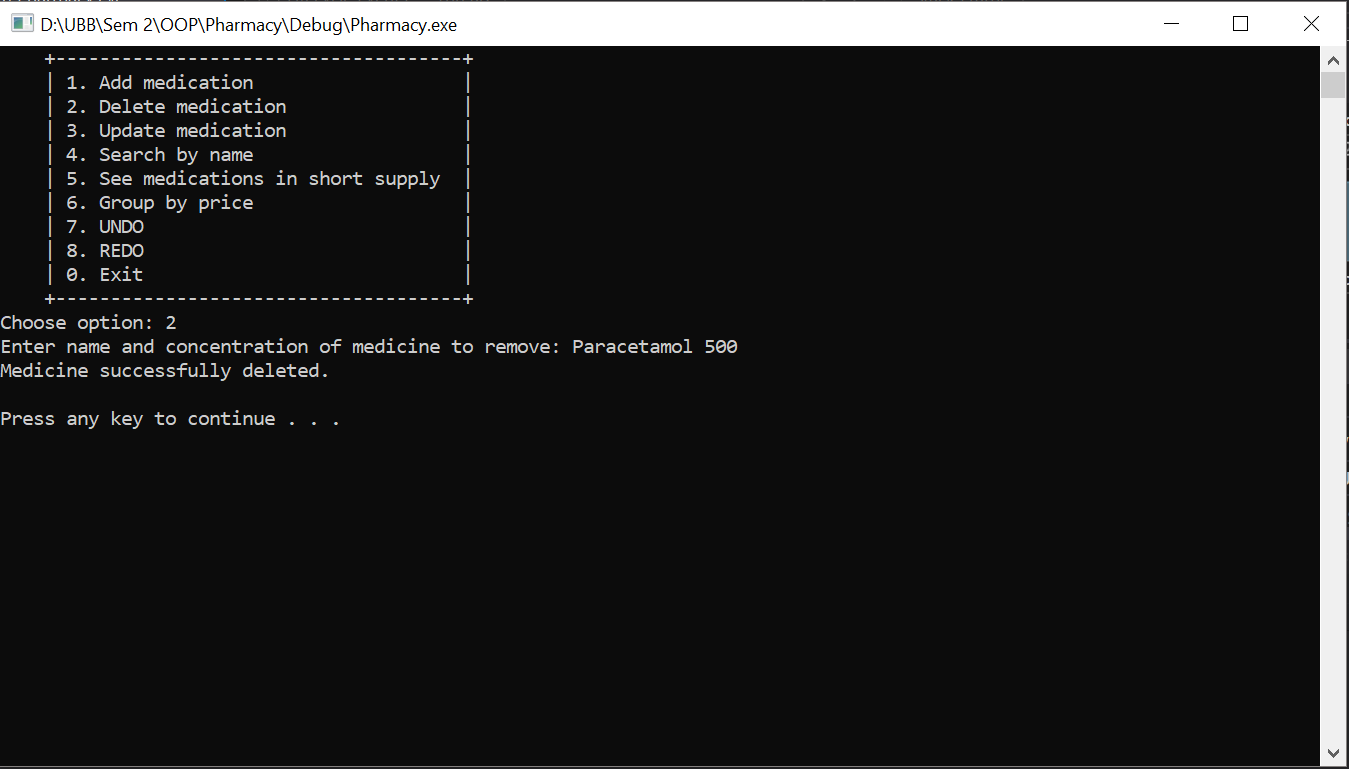 D:\UBB\Sem 2\OOP\Pharmacy\Debug\Pharmacy.exe
+-------------------------------------+
| 1. Add medication                   |
| 2. Delete medication                |
| 3. Update medication                |
| 4. Search by name                   |
| 5. See medications in short supply  |
| 6. Group by price                   |
| 7. UNDO                             |
| 8. REDO                             |
| 0. Exit                             |
+-------------------------------------+
Choose option: 2
Enter name and concentration of medicine to remove: Paracetamol 500
Medicine successfully deleted.
Press any key to continue . . .